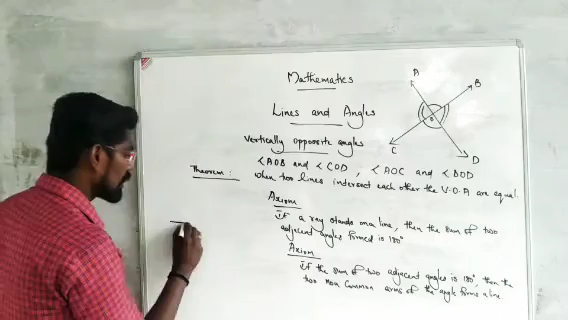 Mathematics
Lines and Angles
Vertically opposite angles
∠AOB and ∠COD , ∠AOC and ∠BOD
Theorem : When two lines intersect each other the V.O.A are equal.
Axiom
If a ray stands on a line, then the sum of two
adjacent angles formed is 180°
Axiom
If the sum of two adjacent angles is 180°, then the
two non common arms of the angle forms a line
A
B
O
C
D